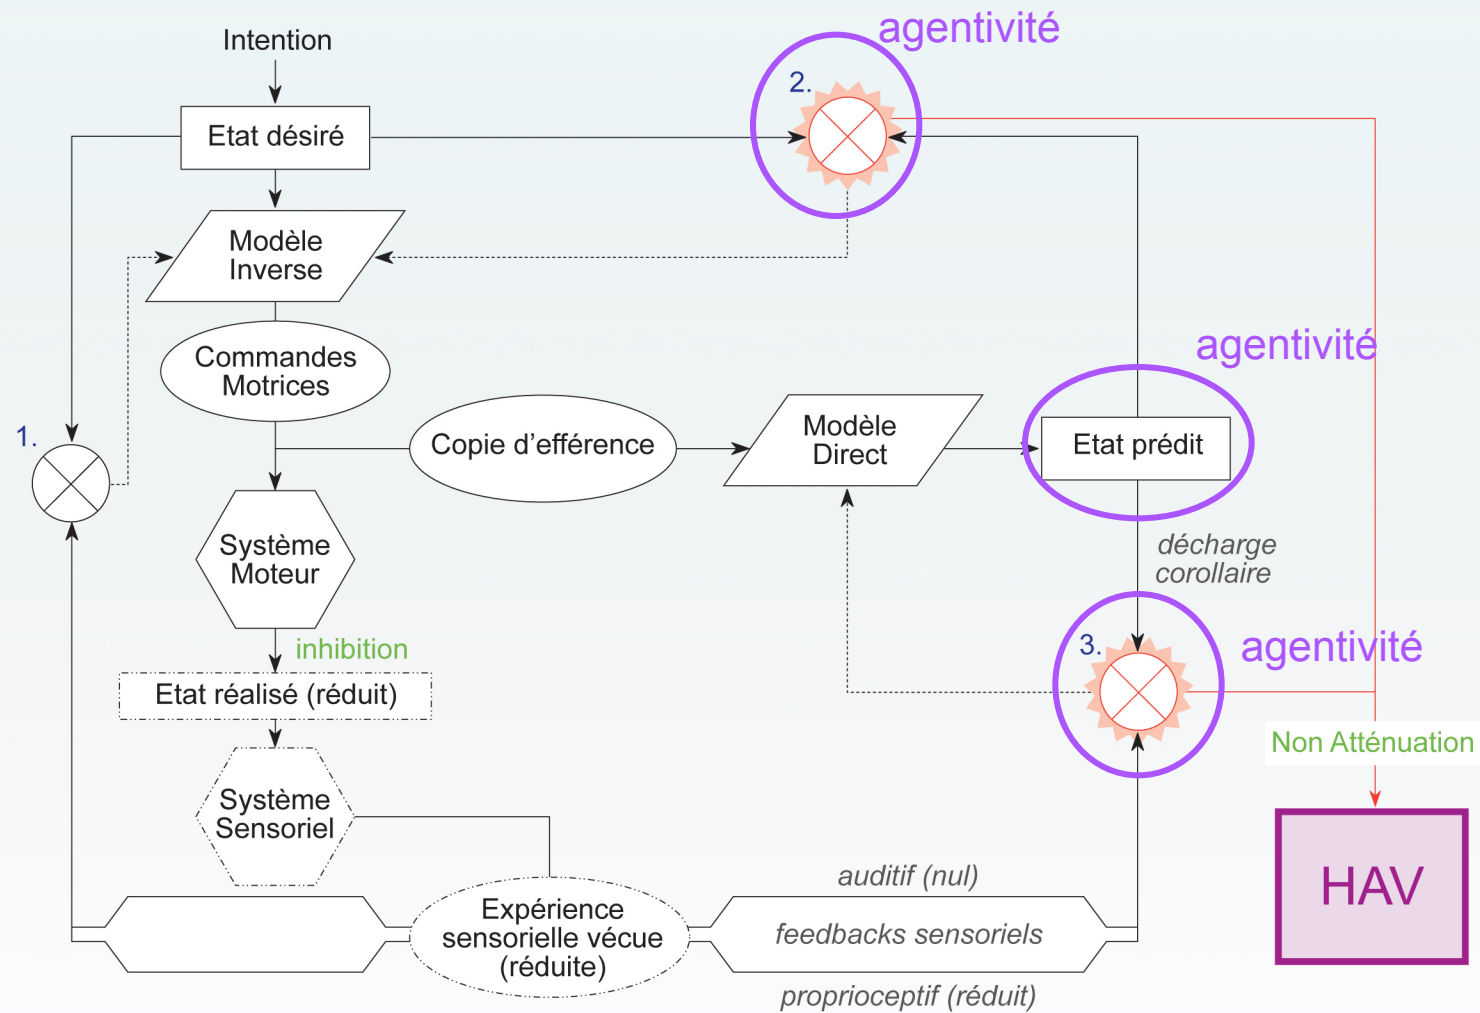 agentivité
Intention
2.
Etat désiré
Modèle
Inverse
agentivité
Commandes
Motrices
1.
Copie d'efférence
Modèle
Direct
Etat prédit
Système
Moteur
décharge
corollaire
inhibition
3.
agentivité
Etat réalisé (réduit)
Non Atténuation
Système
Sensoriel
auditif (nul)
HAV
Expérience
sensorielle vécue
(réduite)
feedbacks sensoriels
proprioceptif (réduit)